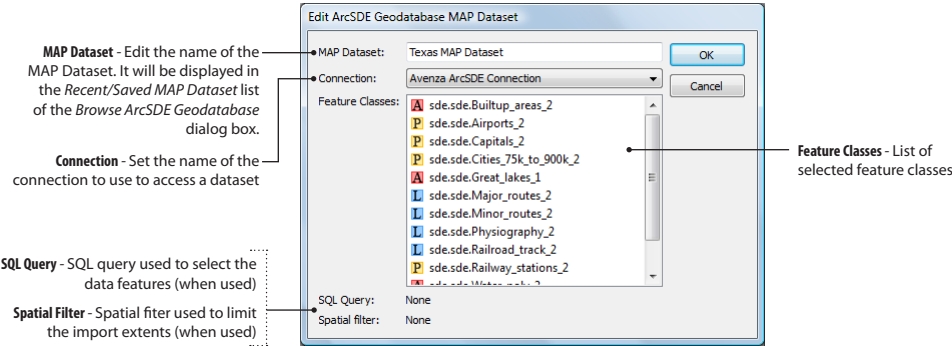 Edit ArcSDE Geodatabase MAP Dataset
MAP Dataset - Edit the name of the
MAP Dataset. It will be displayed in
the Recent/Saved MAP Dataset list
of the Browse ArcSDE Geodatabase
dialog box.
Connection - Set the name of the
connection to use to access a dataset
SQL Query - SQL query used to select the
data features (when used)
Spatial Filter - Spatial fiter used to limit
the import extents (when used)
MAP Dataset:
Texas MAP Dataset
OK
Connection:
Avenza ArcSDE Connection
Cancel
Feature Classes:
A sde.sde.Builtup_areas_2
P sde.sde.Airports_2
P sde.sde.Capitals_2
P sde.sde.Cities_75k_to_900k_2
A sde.sde.Great_lakes_1
L sde.sde.Major_routes_2
L sde.sde.Minor_routes_2
L sde.sde.Physiography_2
L sde.sde.Railroad_track_2
P sde.sde.Railway_stations_2
A sde.sde.Water_poly_2
SQL Query: None
Spatial filter: None
Feature Classes - List of
selected feature classes